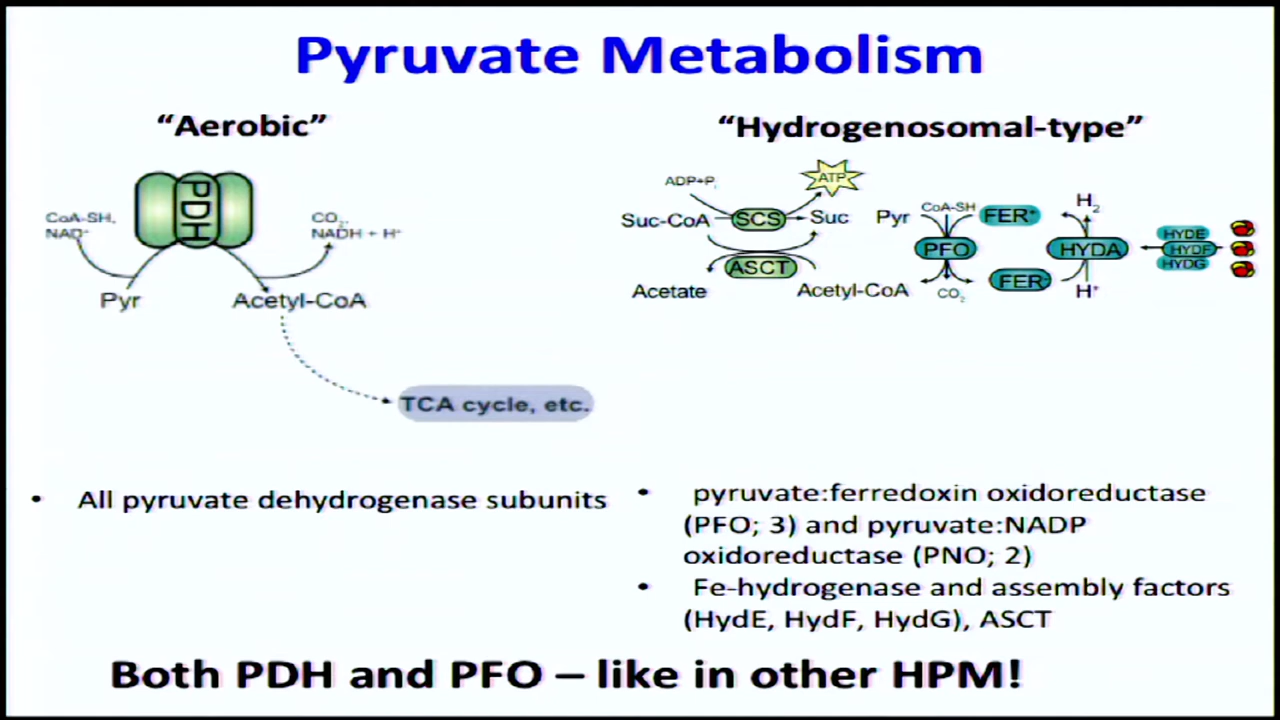 Pyruvate Metabolism
“Aerobic”
PDH
CoA-SH,
NAD⁺
CO₂,
NADH + H⁺
Pyr
Acetyl-CoA
TCA cycle, etc.
• All pyruvate dehydrogenase subunits
“Hydrogenosomal-type”
ADP+Pᵢ
ATP
Suc-CoA
SCS
Suc
ASCT
Acetate
Acetyl-CoA
Pyr
CoA-SH
FER⁺
PFO
CO₂
FER⁻
H₂
HYDA
H⁺
HYDE
HYDF
HYDG
• pyruvate:ferredoxin oxidoreductase
(PFO; 3) and pyruvate:NADP
oxidoreductase (PNO; 2)
• Fe-hydrogenase and assembly factors
(HydE, HydF, HydG), ASCT
Both PDH and PFO – like in other HPM!